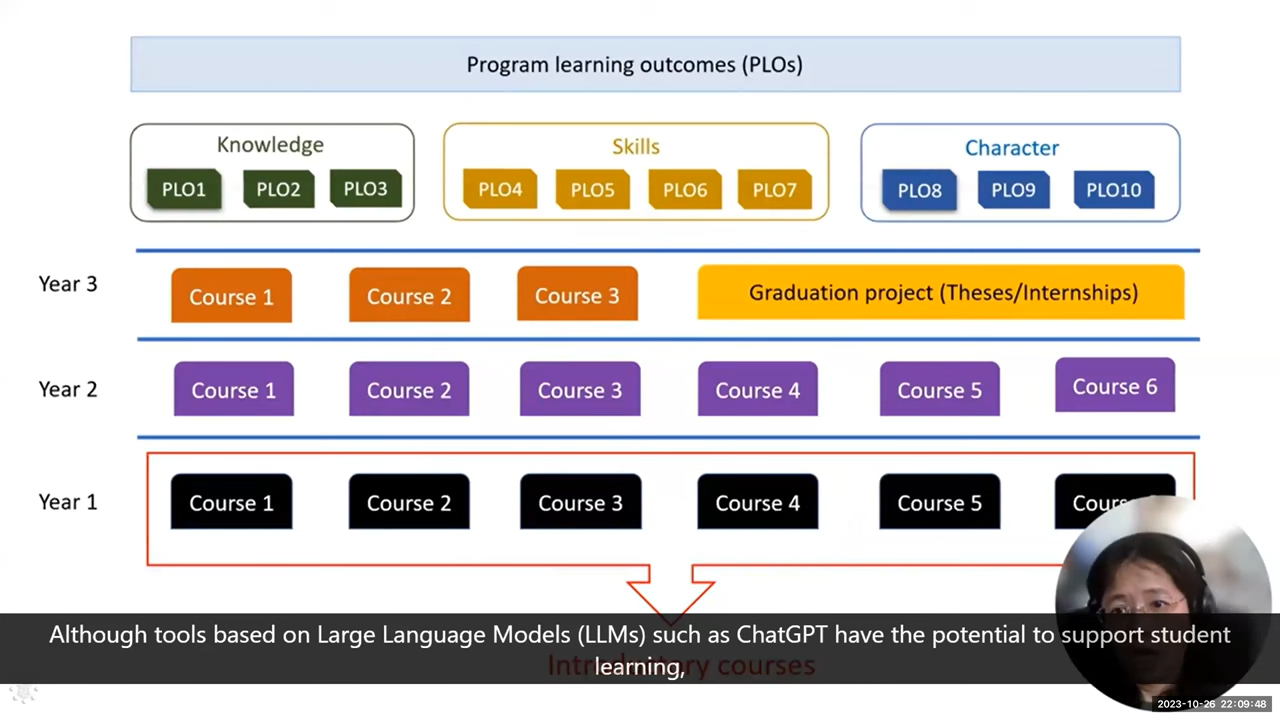 Program learning outcomes (PLOs)
Knowledge
Skills
Character
PLO1 PLO2 PLO3
PLO4 PLO5 PLO6 PLO7
PLO8 PLO9 PLO10
Year 3
Course 1 Course 2 Course 3 Graduation project (Theses/Internships)
Year 2
Course 1 Course 2 Course 3 Course 4 Course 5 Course 6
Year 1
Course 1 Course 2 Course 3 Course 4 Course 5
Although tools based on Large Language Models (LLMs) such as ChatGPT have the potential to support student
learning,
courses
2023-10-26 22:09:48